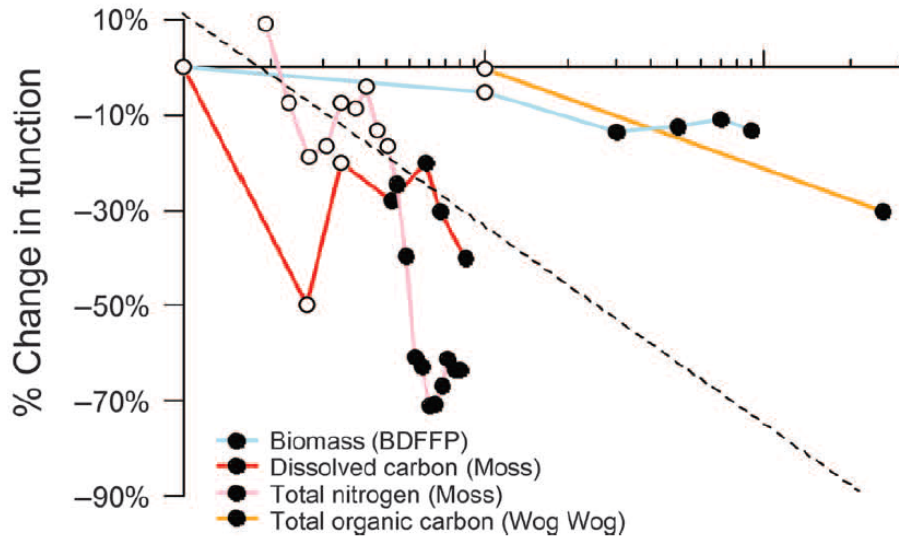 % Change in function
10%
–10%
–30%
–50%
–70%
–90%
Biomass (BDFFP)
Dissolved carbon (Moss)
Total nitrogen (Moss)
Total organic carbon (Wog Wog)